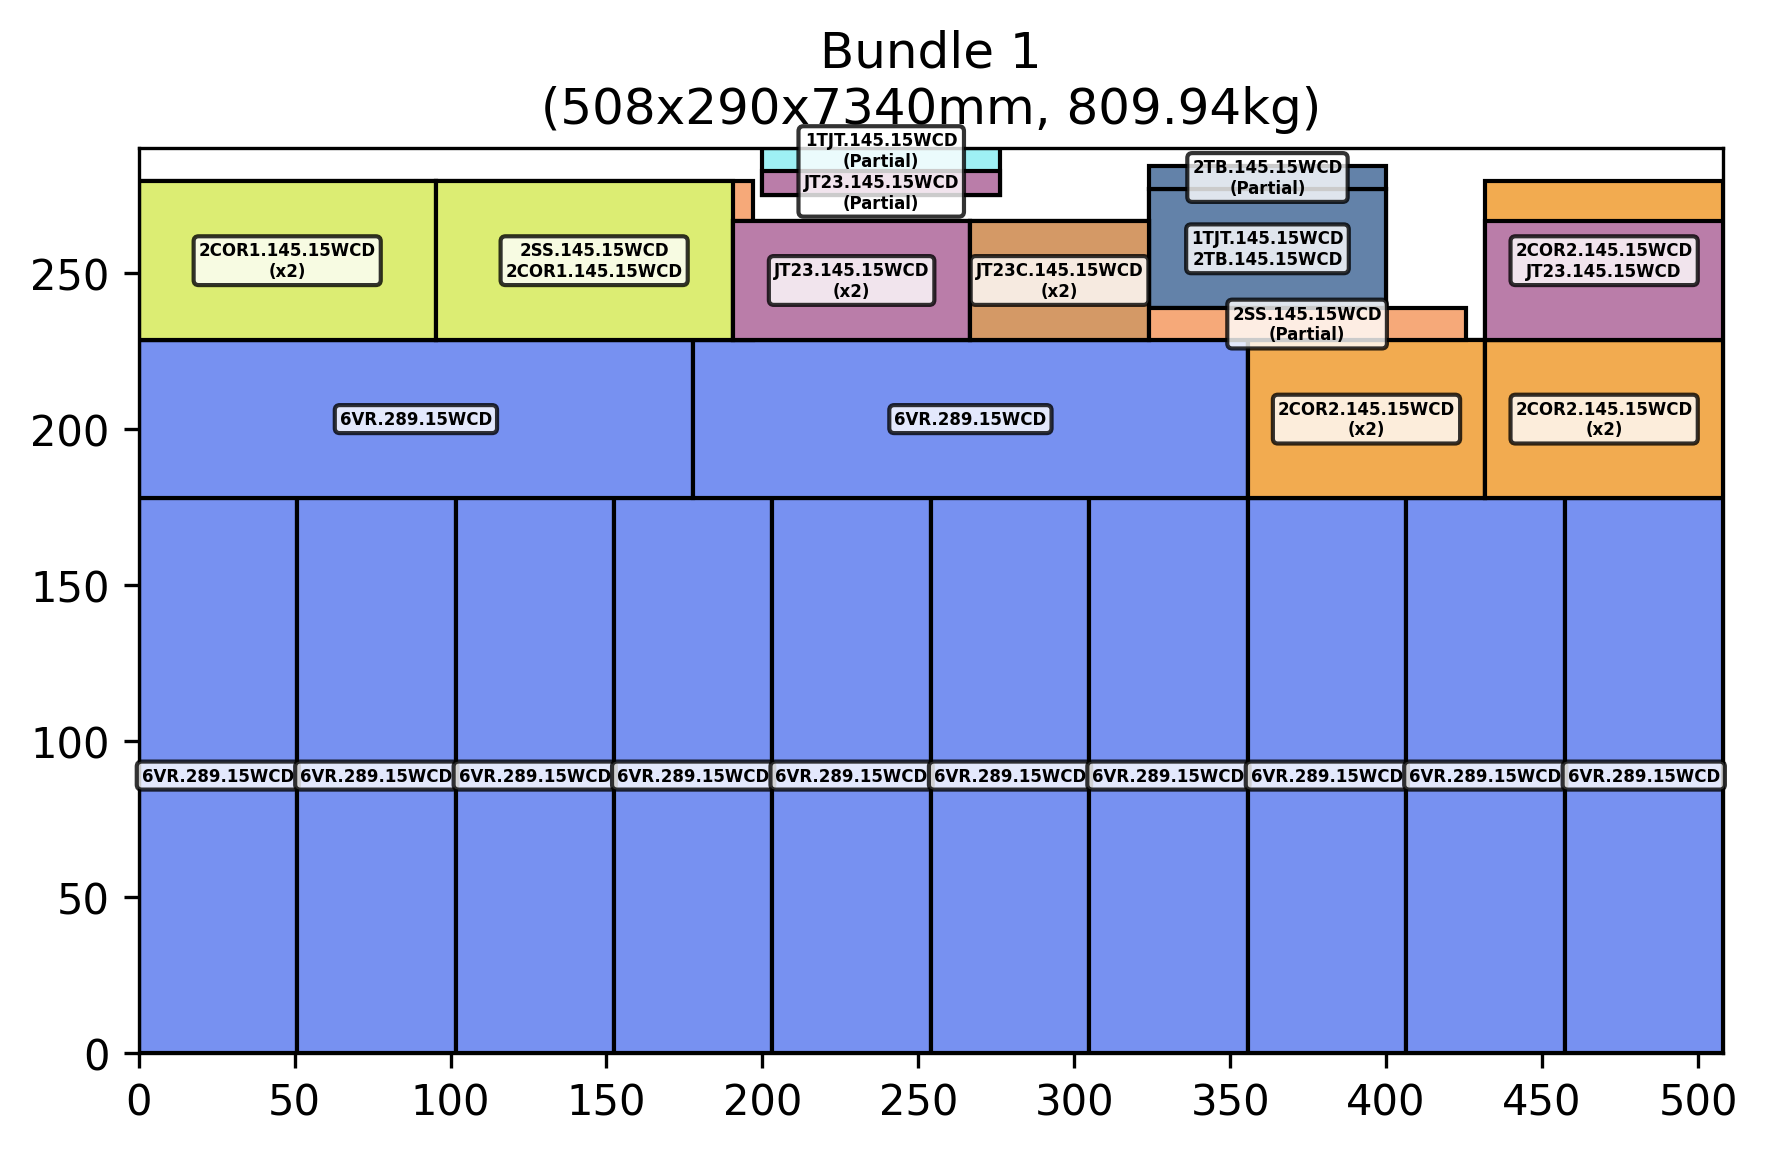 Bundle 1
(508x290x7340mm, 809.94kg)
1TJT.145.15WCD
(Partial)
JT23.145.15WCD
(Partial)
2TB.145.15WCD
(Partial)
2COR1.145.15WCD
(x2)
2SS.145.15WCD
2COR1.145.15WCD
JT23.145.15WCD
(x2)
JT23C.145.15WCD
(x2)
1TJT.145.15WCD
2TB.145.15WCD
2COR2.145.15WCD
JT23.145.15WCD
2SS.145.15WCD
(Partial)
6VR.289.15WCD
6VR.289.15WCD
2COR2.145.15WCD
(x2)
2COR2.145.15WCD
(x2)
6VR.289.15WCD 6VR.289.15WCD 6VR.289.15WCD 6VR.289.15WCD 6VR.289.15WCD 6VR.289.15WCD 6VR.289.15WCD 6VR.289.15WCD 6VR.289.15WCD 6VR.289.15WCD
250
200
150
100
50
0
0 50 100 150 200 250 300 350 400 450 500